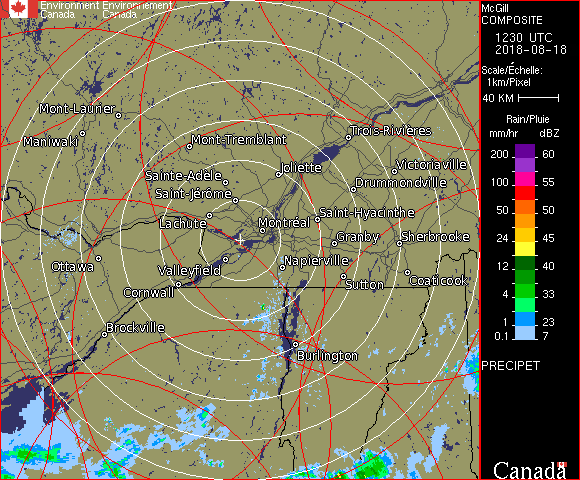 Environment Environnement
Canada Canada
McGill
COMPOSITE
1230 UTC
2018-08-18
Scale/Échelle:
1km/Pixel
40 KM
Rain/Pluie
mm/hr dBZ
200 60
100 55
50 50
24 45
12 40
4 33
1 23
0.1 7
PRECIPET
Canada
Mont-Laurier
Maniwaki
Mont-Tremblant
Trois-Rivières
Sainte-Adèle
Joliette
Victoriaville
Saint-Jérôme
Drummondville
Lachute
Montréal
Saint-Hyacinthe
Granby
Sherbrooke
Ottawa
Valleyfield
Napierville
Cornwall
Sutton
Coaticook
Brockville
Burlington